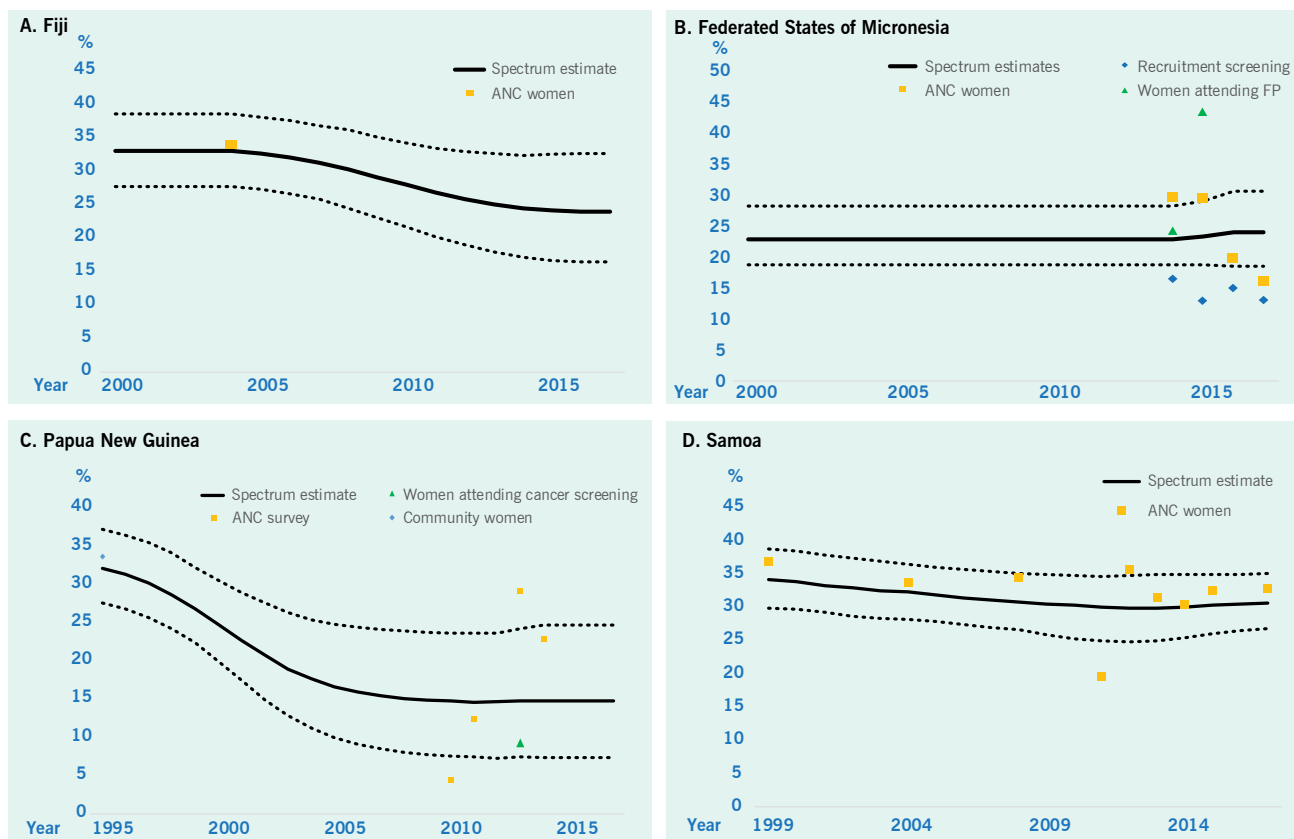 A. Fiji
%
Spectrum estimate
ANC women
45
40
35
30
25
20
15
10
5
0
Year 2000 2005 2010 2015
B. Federated States of Micronesia
%
Spectrum estimates
Recruitment screening
ANC women
Women attending FP
50
45
40
35
30
25
20
15
10
5
0
Year 2000 2005 2010 2015
C. Papua New Guinea
%
Spectrum estimate
Women attending cancer screening
ANC survey
Community women
40
35
30
25
20
15
10
5
0
Year 1995 2000 2005 2010 2015
D. Samoa
%
Spectrum estimate
ANC women
45
40
35
30
25
20
15
10
5
0
Year 1999 2004 2009 2014